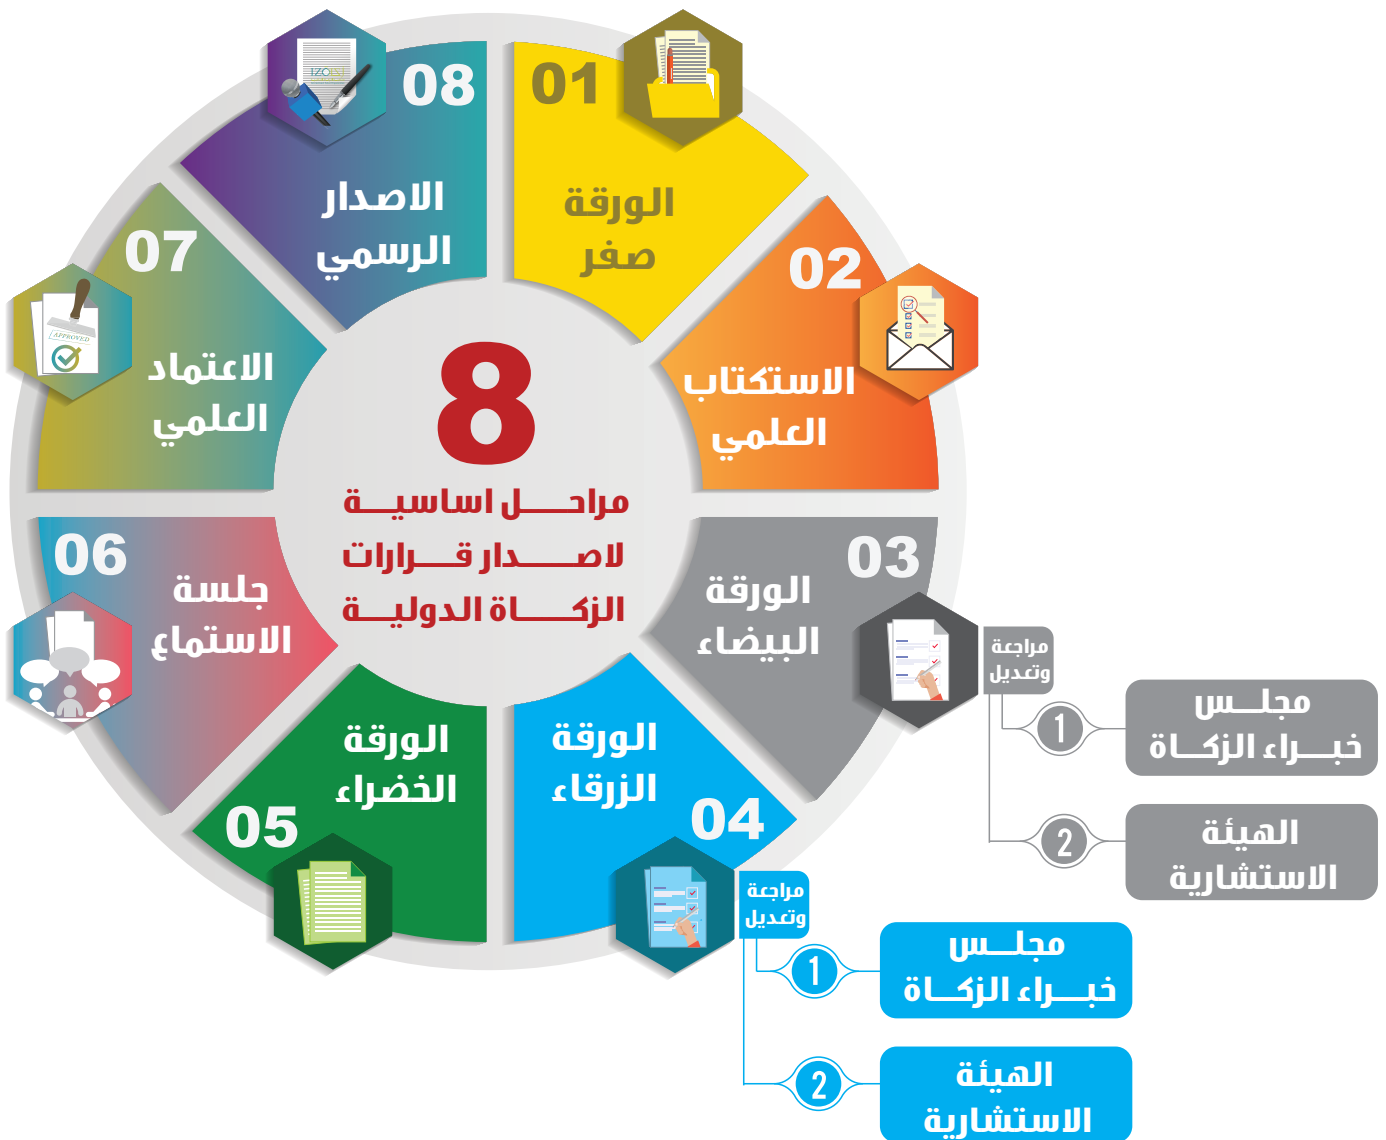 8
مراحل اساسية
لاصدار قرارات
الزكاة الدولية
01
الورقة
صفر
02
الاستكتاب
العلمي
03
الورقة
البيضاء
مراجعة
وتعديل
1
مجلس
خبراء الزكاة
2
الهيئة
الاستشارية
04
الورقة
الزرقاء
مراجعة
وتعديل
1
مجلس
خبراء الزكاة
2
الهيئة
الاستشارية
05
الورقة
الخضراء
06
جلسة
الاستماع
07
الاعتماد
العلمي
APPROVED
08
الاصدار
الرسمي